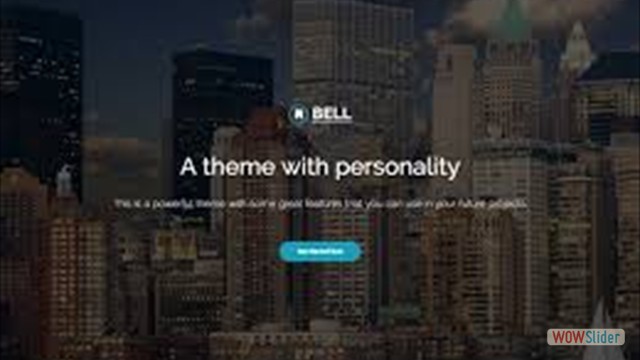 BELL
A theme with personality
This is a powerful theme with some great features that you can use in your future projects.
WOWSlider